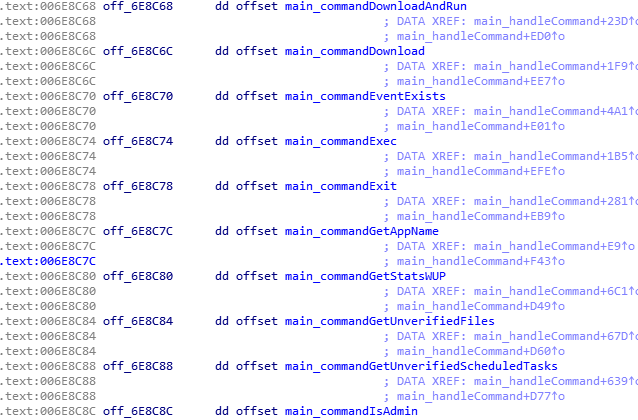 .text:006E8C68 off_6E8C68 dd offset main_commandDownloadAndRun
.text:006E8C68 ; DATA XREF: main_handleCommand+23D↑o
.text:006E8C68 ; main_handleCommand+ED0↑o
.text:006E8C6C off_6E8C6C dd offset main_commandDownload
.text:006E8C6C ; DATA XREF: main_handleCommand+1F9↑o
.text:006E8C6C ; main_handleCommand+EE7↑o
.text:006E8C70 off_6E8C70 dd offset main_commandEventExists
.text:006E8C70 ; DATA XREF: main_handleCommand+4A1↑o
.text:006E8C70 ; main_handleCommand+E01↑o
.text:006E8C74 off_6E8C74 dd offset main_commandExec
.text:006E8C74 ; DATA XREF: main_handleCommand+1B5↑o
.text:006E8C74 ; main_handleCommand+EFE↑o
.text:006E8C78 off_6E8C78 dd offset main_commandExit
.text:006E8C78 ; DATA XREF: main_handleCommand+281↑o
.text:006E8C78 ; main_handleCommand+EB9↑o
.text:006E8C7C off_6E8C7C dd offset main_commandGetAppName
.text:006E8C7C ; DATA XREF: main_handleCommand+E9↑o
.text:006E8C7C ; main_handleCommand+F43↑o
.text:006E8C80 off_6E8C80 dd offset main_commandGetStatsWUP
.text:006E8C80 ; DATA XREF: main_handleCommand+6C1↑o
.text:006E8C80 ; main_handleCommand+D49↑o
.text:006E8C84 off_6E8C84 dd offset main_commandGetUnverifiedFiles
.text:006E8C84 ; DATA XREF: main_handleCommand+67D↑o
.text:006E8C84 ; main_handleCommand+D60↑o
.text:006E8C88 off_6E8C88 dd offset main_commandGetUnverifiedScheduledTasks
.text:006E8C88 ; DATA XREF: main_handleCommand+639↑o
.text:006E8C88 ; main_handleCommand+D77↑o
.text:006E8C8C off_6E8C8C dd offset main_commandIsAdmin